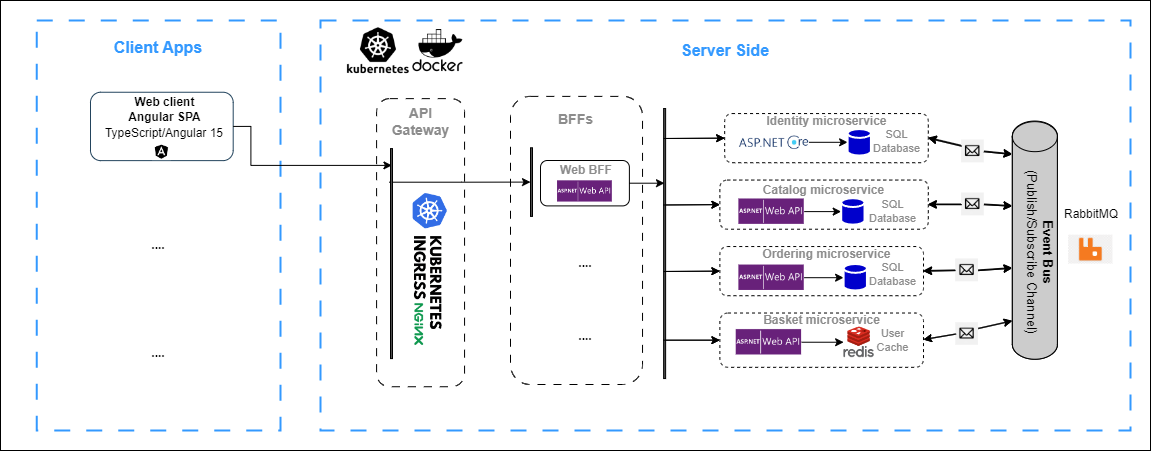 Client Apps
Web client
Angular SPA
TypeScript/Angular 15
A
....
....
kubernetes
docker
Server Side
API
Gateway
KUBERNETES
INGRESS NGINX
BFFs
Web BFF
ASP.NET Web API
....
....
Identity microservice
ASP.NET Core
SQL
Database
Catalog microservice
ASP.NET Web API
SQL
Database
Ordering microservice
ASP.NET Web API
SQL
Database
Basket microservice
ASP.NET Web API
redis
User
Cache
Event Bus
(Publish/Subscribe Channel)
RabbitMQ